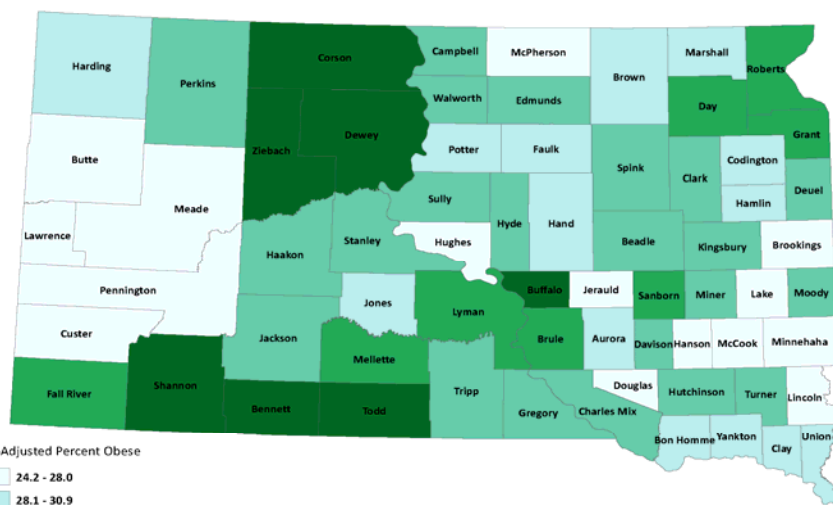 Harding
Perkins
Corson
Campbell
McPherson
Brown
Marshall
Roberts
Walworth
Edmunds
Day
Grant
Butte
Ziebach
Dewey
Potter
Faulk
Spink
Clark
Codington
Deuel
Hamlin
Meade
Sully
Hyde
Hand
Lawrence
Haakon
Stanley
Hughes
Beadle
Kingsbury
Brookings
Pennington
Jones
Lyman
Buffalo
Jerauld
Sanborn
Miner
Lake
Moody
Custer
Jackson
Brule
Aurora
Davison
Hanson
McCook
Minnehaha
Mellette
Fall River
Shannon
Bennett
Todd
Tripp
Gregory
Charles Mix
Douglas
Hutchinson
Turner
Lincoln
Bon Homme
Yankton
Clay
Union
Adjusted Percent Obese
24.2 - 28.0
28.1 - 30.9